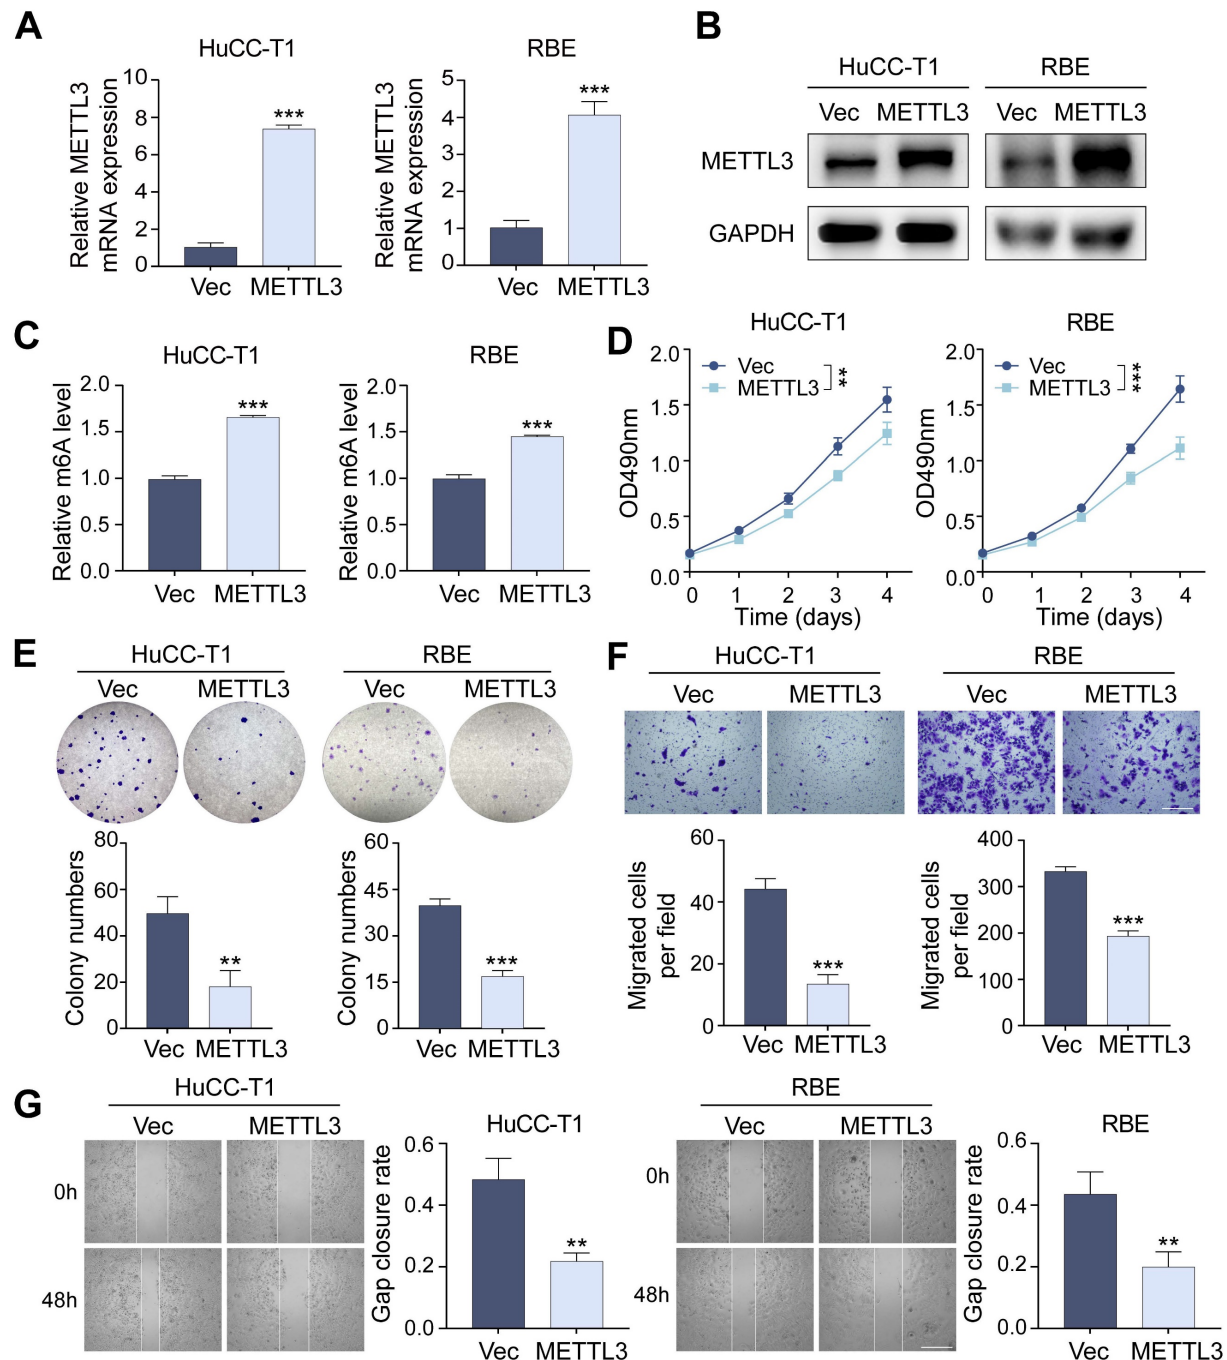 A
HuCC-T1
RBE
Relative METTL3
mRNA expression
10
8
6
4
2
0
***
Vec METTL3
Relative METTL3
mRNA expression
5
4
3
2
1
0
***
Vec METTL3
B
HuCC-T1
RBE
Vec METTL3
Vec METTL3
METTL3
GAPDH
C
HuCC-T1
RBE
Relative m6A level
2.0
1.5
1.0
0.5
0.0
***
Vec METTL3
Relative m6A level
2.0
1.5
1.0
0.5
0.0
***
Vec METTL3
D
HuCC-T1
RBE
OD490nm
2.0
1.5
1.0
0.5
0.0
Vec
METTL3
**
0 1 2 3 4
Time (days)
OD490nm
2.0
1.5
1.0
0.5
0.0
Vec
METTL3
***
0 1 2 3 4
Time (days)
E
HuCC-T1
RBE
Vec METTL3
Vec METTL3
Colony numbers
80
60
40
20
0
**
Vec METTL3
Colony numbers
60
45
30
15
0
***
Vec METTL3
F
HuCC-T1
RBE
Vec METTL3
Vec METTL3
Migrated cells
per field
60
40
20
0
***
Vec METTL3
Migrated cells
per field
400
300
200
100
0
***
Vec METTL3
G
HuCC-T1
Vec METTL3
0h
48h
HuCC-T1
Gap closure rate
0.6
0.4
0.2
0.0
**
Vec METTL3
RBE
Vec METTL3
0h
48h
RBE
Gap closure rate
0.6
0.4
0.2
0.0
**
Vec METTL3